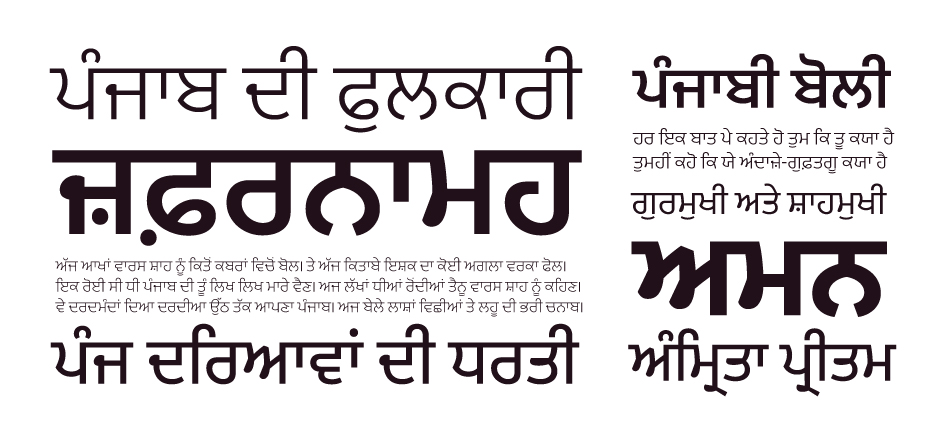 ਪੰਜਾਬ ਦੀ ਫੁਲਕਾਰੀ
ਜ਼ਫ਼ਰਨਾਮਹ
ਅੱਜ ਆਖਾਂ ਵਾਰਸ ਸ਼ਾਹ ਨੂੰ ਕਿਤੋਂ ਕਬਰਾਂ ਵਿਚੋਂ ਬੋਲ। ਤੇ ਅੱਜ ਕਿਤਾਬੇ ਇਸ਼ਕ ਦਾ ਕੋਈ ਅਗਲਾ ਵਰਕਾ ਫੋਲ।
ਇਕ ਰੋਈ ਸੀ ਧੀ ਪੰਜਾਬ ਦੀ ਤੂੰ ਲਿਖ ਲਿਖ ਮਾਰੇ ਵੈਣ। ਅਜ ਲੱਖਾਂ ਧੀਆਂ ਰੋਂਦੀਆਂ ਤੈਨੂ ਵਾਰਸ ਸ਼ਾਹ ਨੂੰ ਕਹਿਣ।
ਵੇ ਦਰਦਮੰਦਾਂ ਦਿਆ ਦਰਦੀਆ ਉੱਠ ਤੱਕ ਆਪਣਾ ਪੰਜਾਬ। ਅਜ ਬੇਲੇ ਲਾਸ਼ਾਂ ਵਿਛੀਆਂ ਤੇ ਲਹੂ ਦੀ ਭਰੀ ਚਨਾਬ।
ਪੰਜ ਦਰਿਆਵਾਂ ਦੀ ਧਰਤੀ
ਪੰਜਾਬੀ ਬੋਲੀ
ਹਰ ਇਕ ਬਾਤ ਪੇ ਕਹਤੇ ਹੋ ਤੁਮ ਕਿ ਤੂ ਕਯਾ ਹੈ
ਤੁਮਹੀਂ ਕਹੋ ਕਿ ਯੇ ਅੰਦਾਜ਼ੇ-ਗੁਫ਼ਤਗੂ ਕਯਾ ਹੈ
ਗੁਰਮੁਖੀ ਅਤੇ ਸ਼ਾਹਮੁਖੀ
ਅਮਨ
ਅੰਮ੍ਰਿਤਾ ਪ੍ਰੀਤਮ